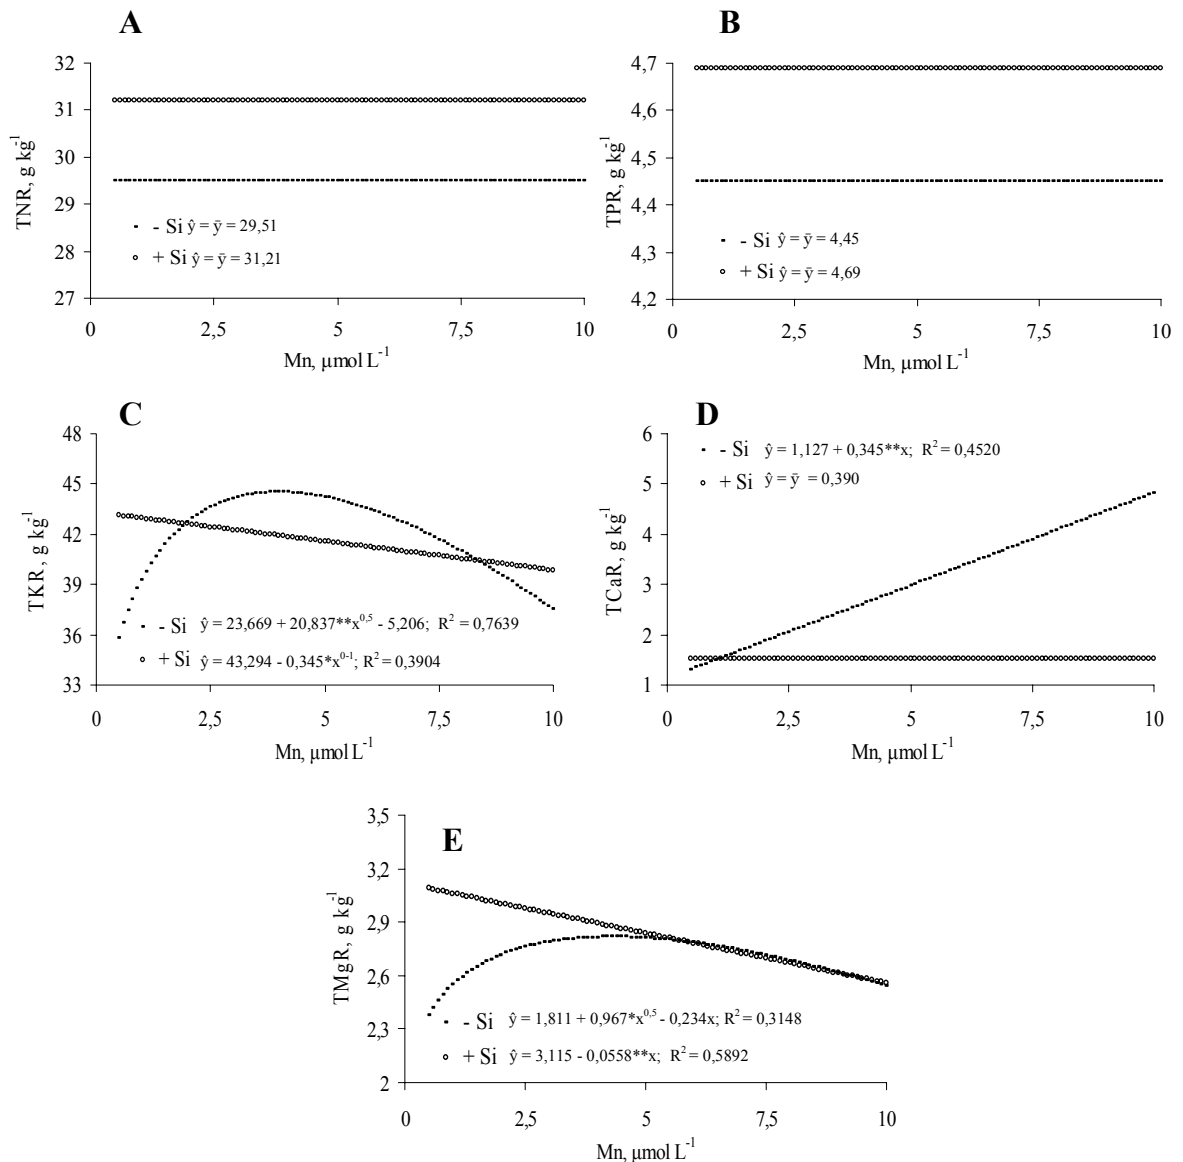 A
TNR, g kg⁻¹
32
31
30
29
28
27
- Si ŷ = ȳ = 29,51
+ Si ŷ = ȳ = 31,21
0 2,5 5 7,5 10
Mn, µmol L⁻¹
B
TPR, g kg⁻¹
4,7
4,6
4,5
4,4
4,3
4,2
- Si ŷ = ȳ = 4,45
+ Si ŷ = ȳ = 4,69
0 2,5 5 7,5 10
Mn, µmol L⁻¹
C
TKR, g kg⁻¹
48
45
42
39
36
33
- Si ŷ = 23,669 + 20,837**x⁰,⁵ - 5,206; R² = 0,7639
+ Si ŷ = 43,294 - 0,345*x⁰⁻¹; R² = 0,3904
0 2,5 5 7,5 10
Mn, µmol L⁻¹
D
TCaR, g kg⁻¹
6
5
4
3
2
1
- Si ŷ = 1,127 + 0,345**x; R² = 0,4520
+ Si ŷ = ȳ = 0,390
0 2,5 5 7,5 10
Mn, µmol L⁻¹
E
TMgR, g kg⁻¹
3,5
3,2
2,9
2,6
2,3
2
- Si ŷ = 1,811 + 0,967*x⁰,⁵ - 0,234x; R² = 0,3148
+ Si ŷ = 3,115 - 0,0558**x; R² = 0,5892
0 2,5 5 7,5 10
Mn, µmol L⁻¹